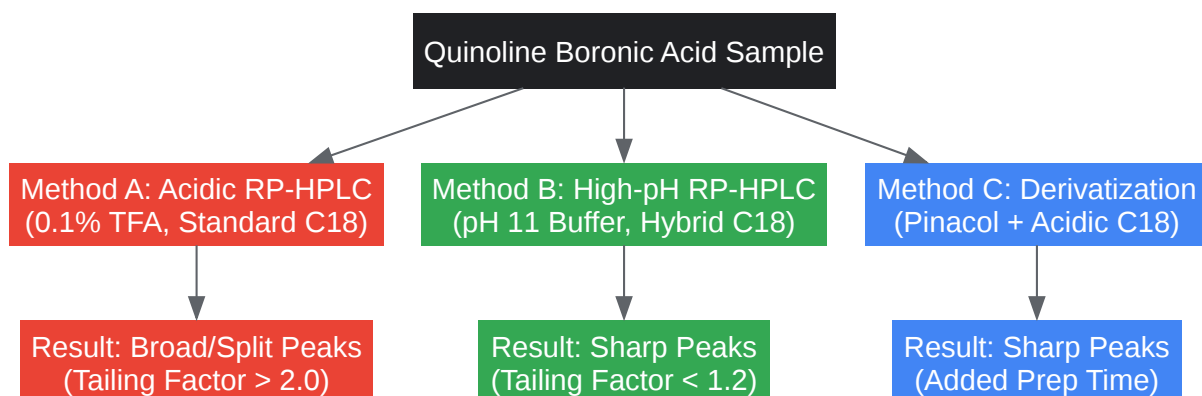 Quinoline Boronic Acid Sample
Method A: Acidic RP-HPLC
(0.1% TFA, Standard C18)
Method B: High-pH RP-HPLC
(pH 11 Buffer, Hybrid C18)
Method C: Derivatization
(Pinacol + Acidic C18)
Result: Broad/Split Peaks
(Tailing Factor > 2.0)
Result: Sharp Peaks
(Tailing Factor < 1.2)
Result: Sharp Peaks
(Added Prep Time)